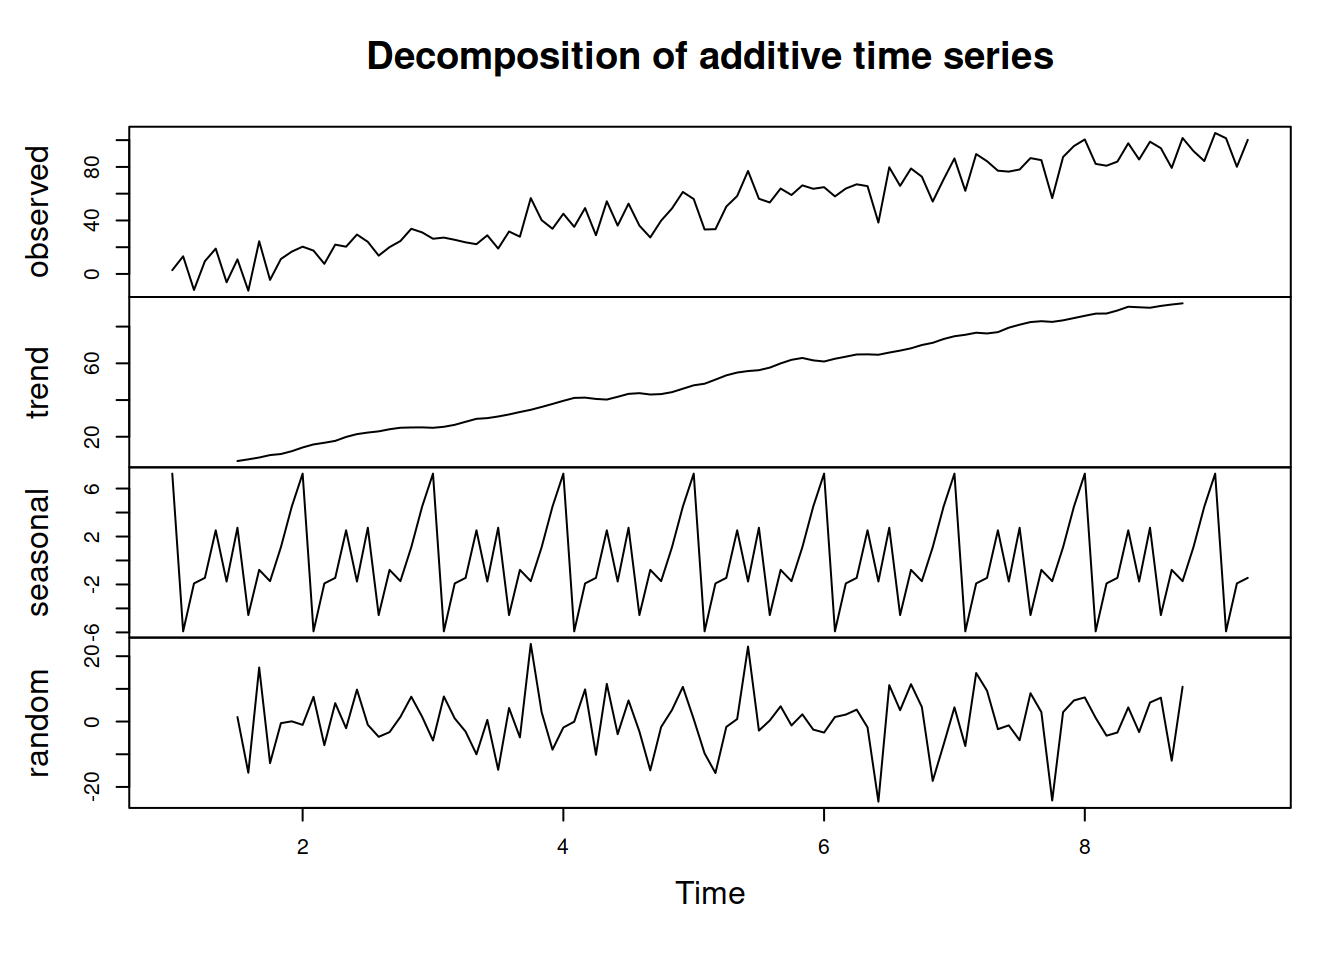 Decomposition of additive time series
observed
0 40 80
trend
20 60
seasonal
-6 -2 2 6
random
-20 0 20
2 4 6 8
Time